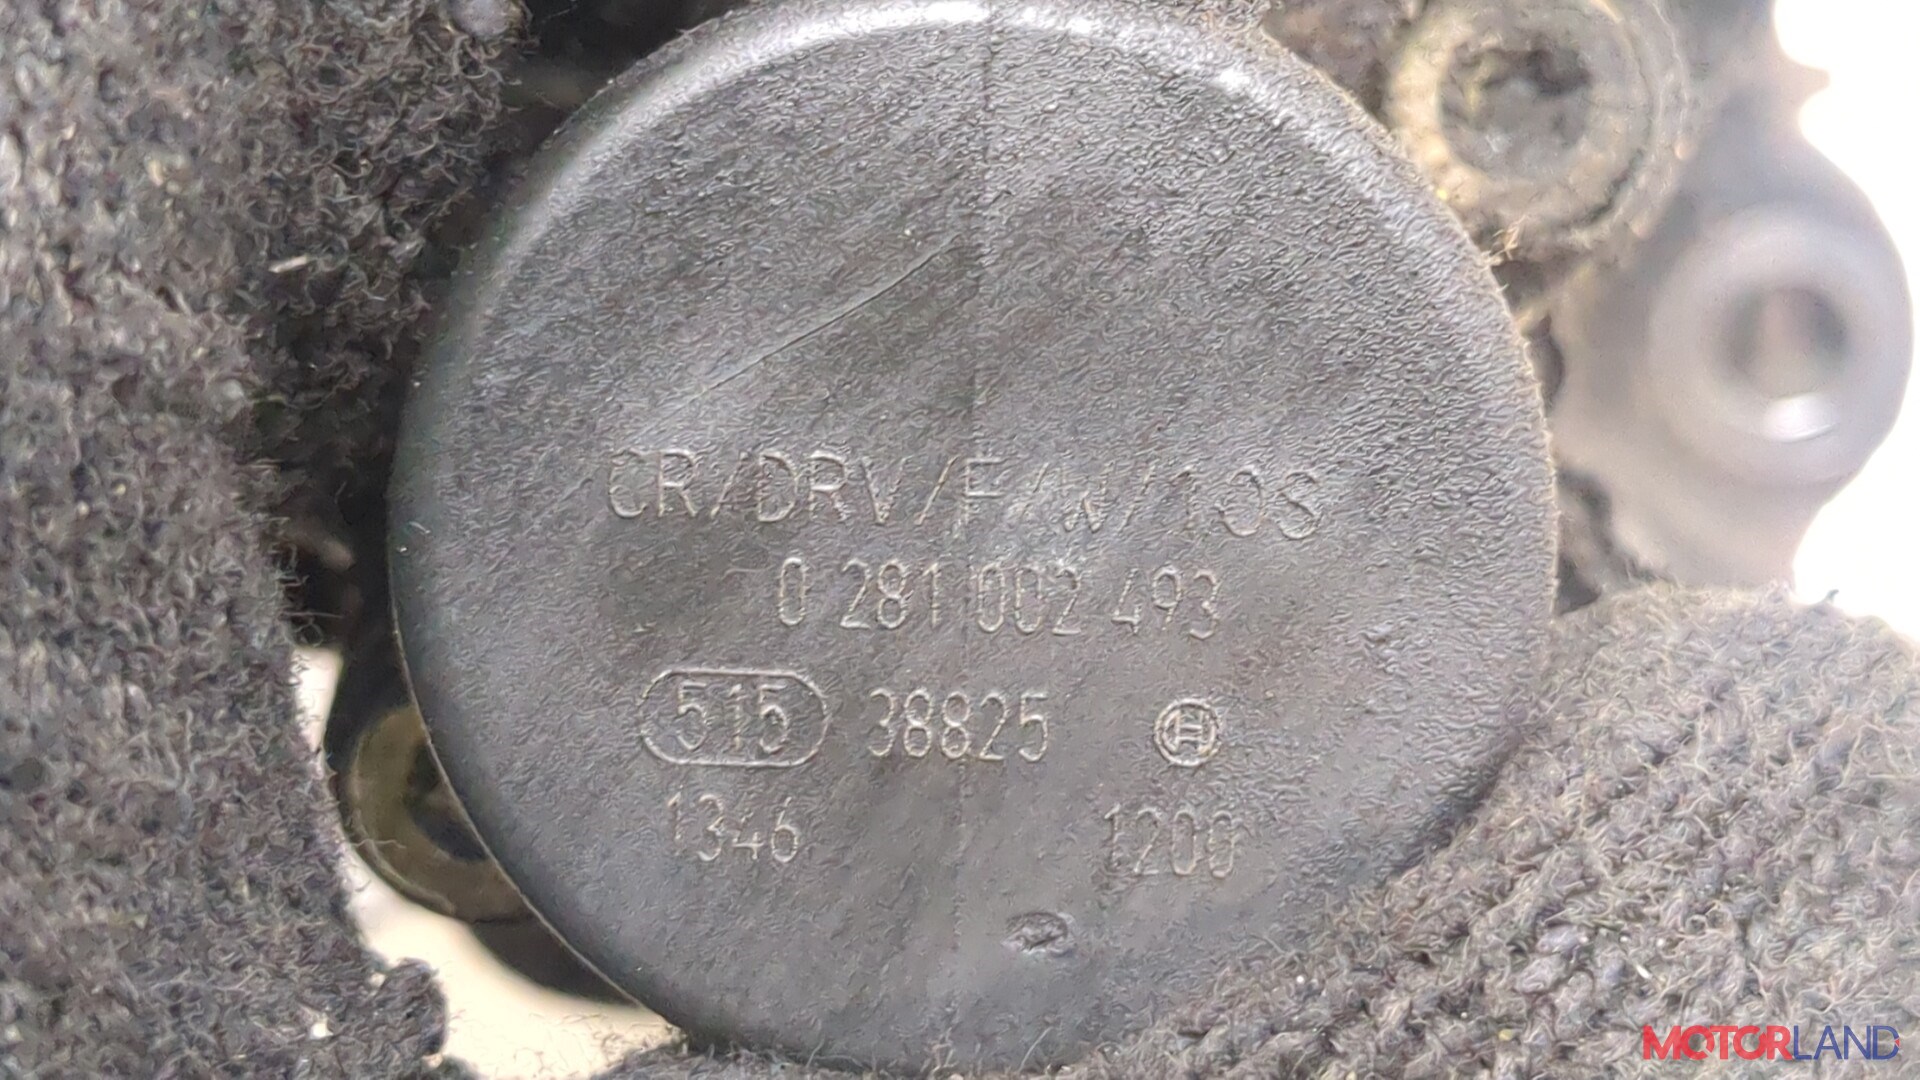 CR/DRV/F/W/10S
0 281 002 493
515 38825
1346 1200
MOTORLAND